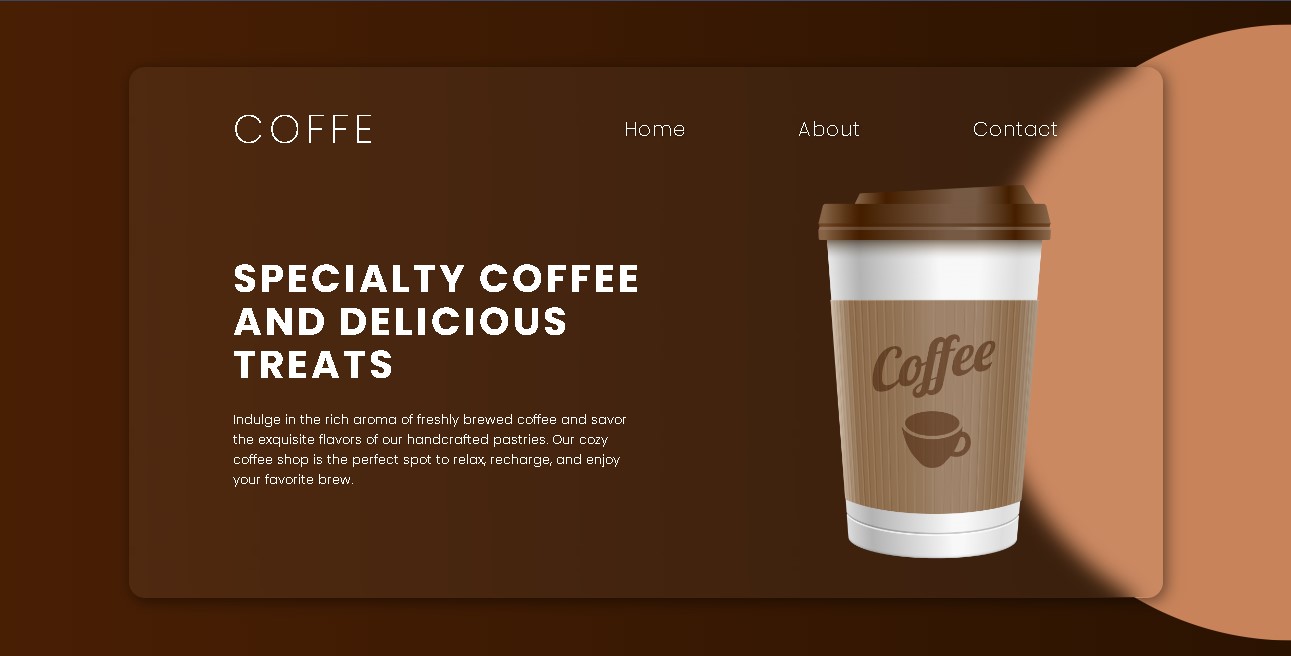 COFFE
Home
About
Contact
SPECIALTY COFFEE
AND DELICIOUS
TREATS
Indulge in the rich aroma of freshly brewed coffee and savor
the exquisite flavors of our handcrafted pastries. Our cozy
coffee shop is the perfect spot to relax, recharge, and enjoy
your favorite brew.
Coffee